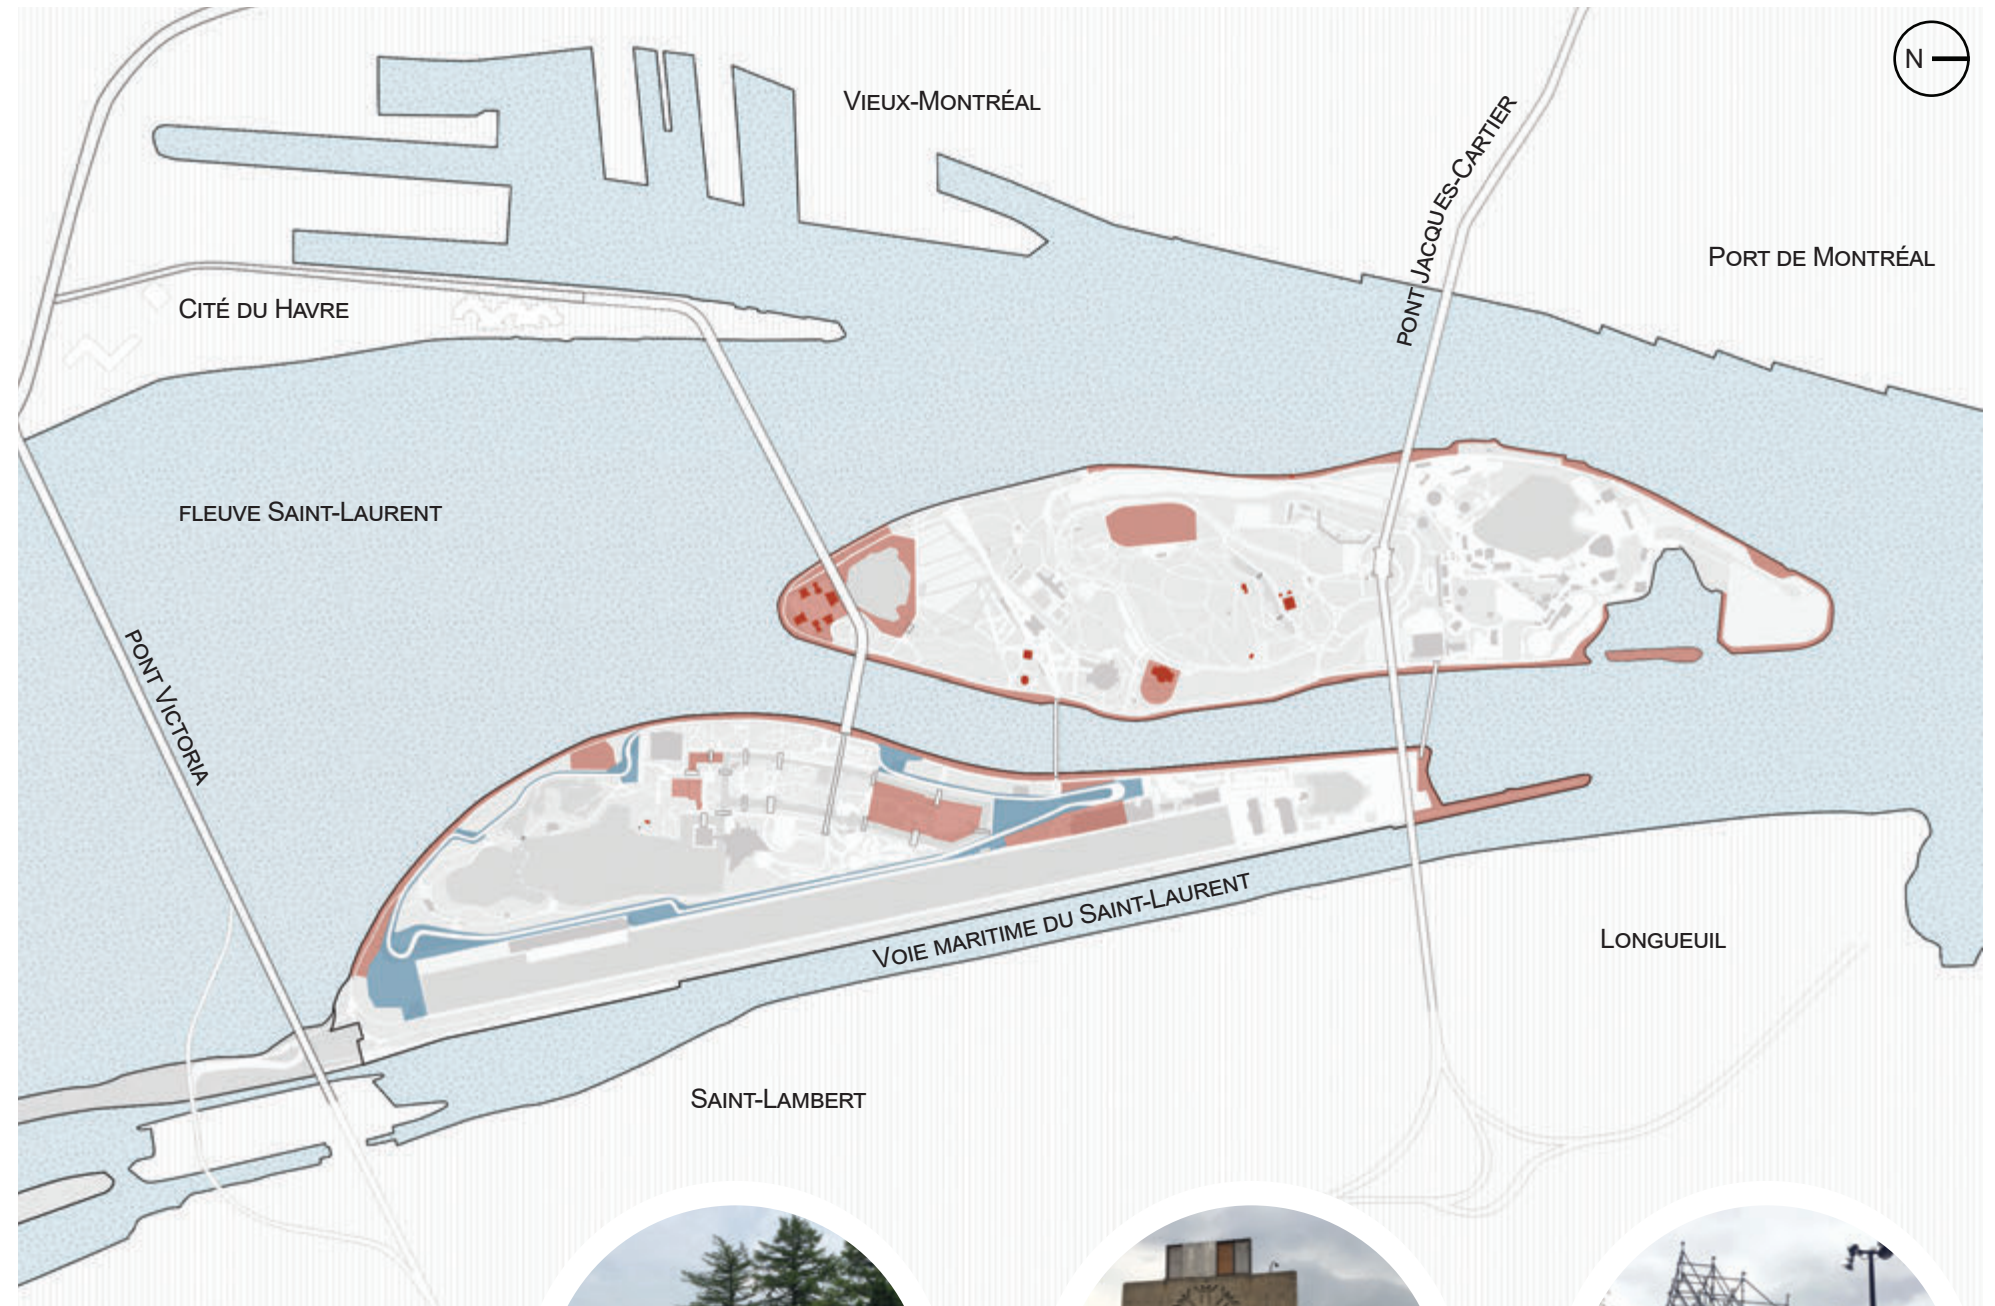 N
VIEUX-MONTRÉAL
PONT JACQUES-CARTIER
PORT DE MONTRÉAL
CITÉ DU HAVRE
FLEUVE SAINT-LAURENT
PONT VICTORIA
VOIE MARITIME DU SAINT-LAURENT
LONGUEUIL
SAINT-LAMBERT